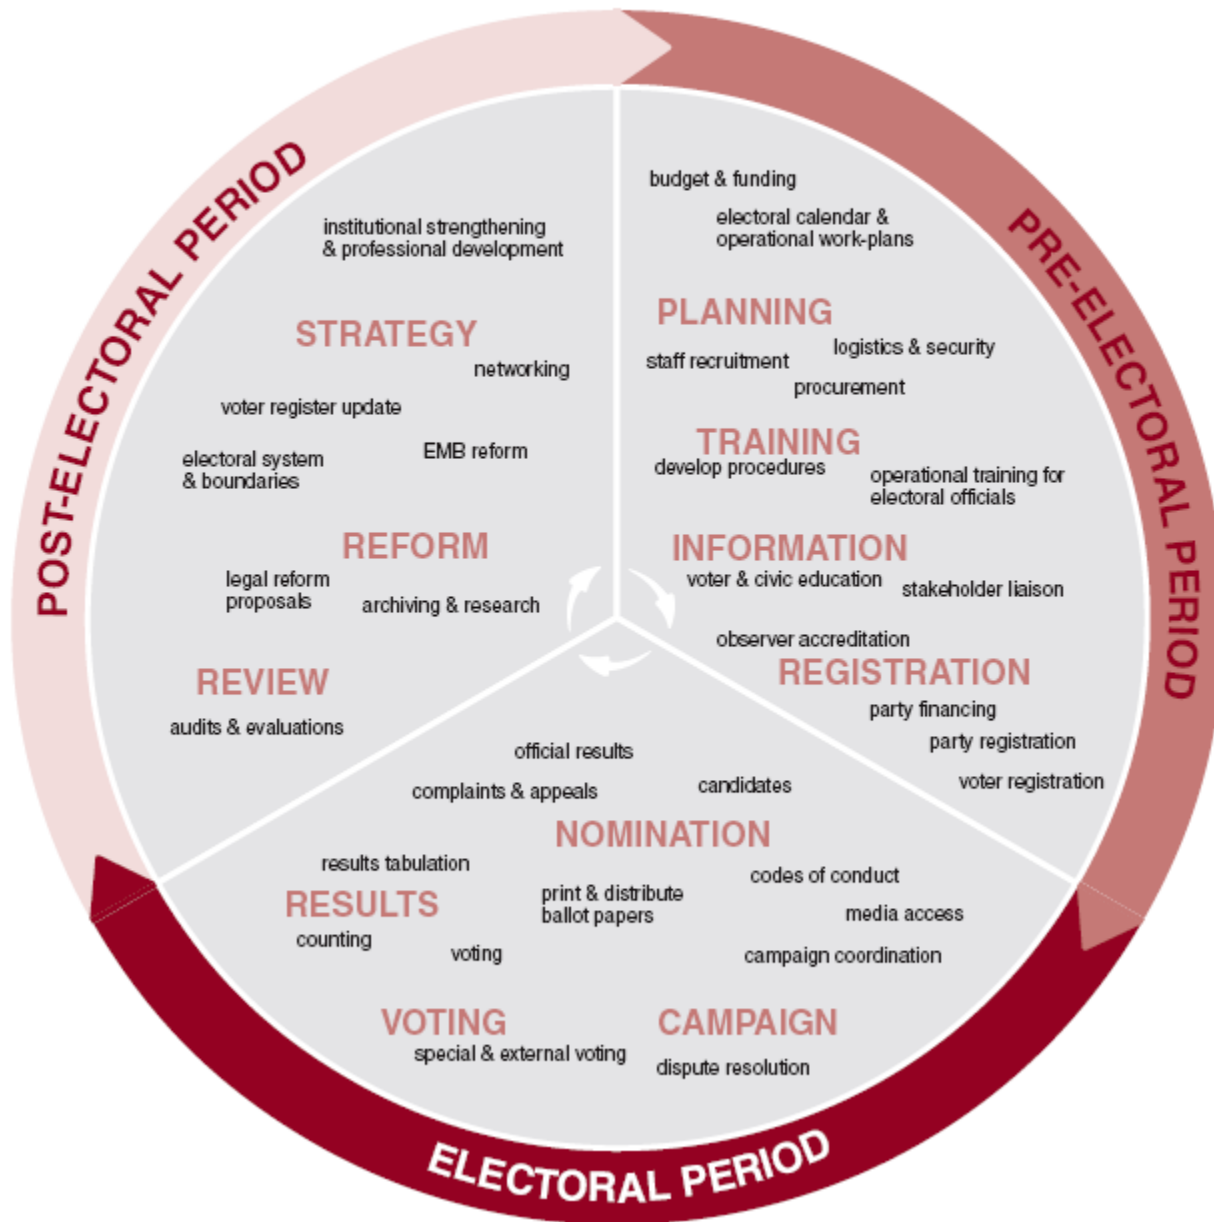 POST-ELECTORAL PERIOD
institutional strengthening
& professional development
STRATEGY
networking
voter register update
EMB reform
electoral system
& boundaries
REFORM
legal reform
proposals
archiving & research
REVIEW
audits & evaluations
PRE-ELECTORAL PERIOD
budget & funding
electoral calendar &
operational work-plans
PLANNING
logistics & security
staff recruitment
procurement
TRAINING
develop procedures
operational training for
electoral officials
INFORMATION
voter & civic education
stakeholder liaison
observer accreditation
REGISTRATION
party financing
party registration
voter registration
official results
complaints & appeals
candidates
NOMINATION
results tabulation
codes of conduct
print & distribute
ballot papers
RESULTS
media access
counting
voting
campaign coordination
VOTING
CAMPAIGN
special & external voting
dispute resolution
ELECTORAL PERIOD